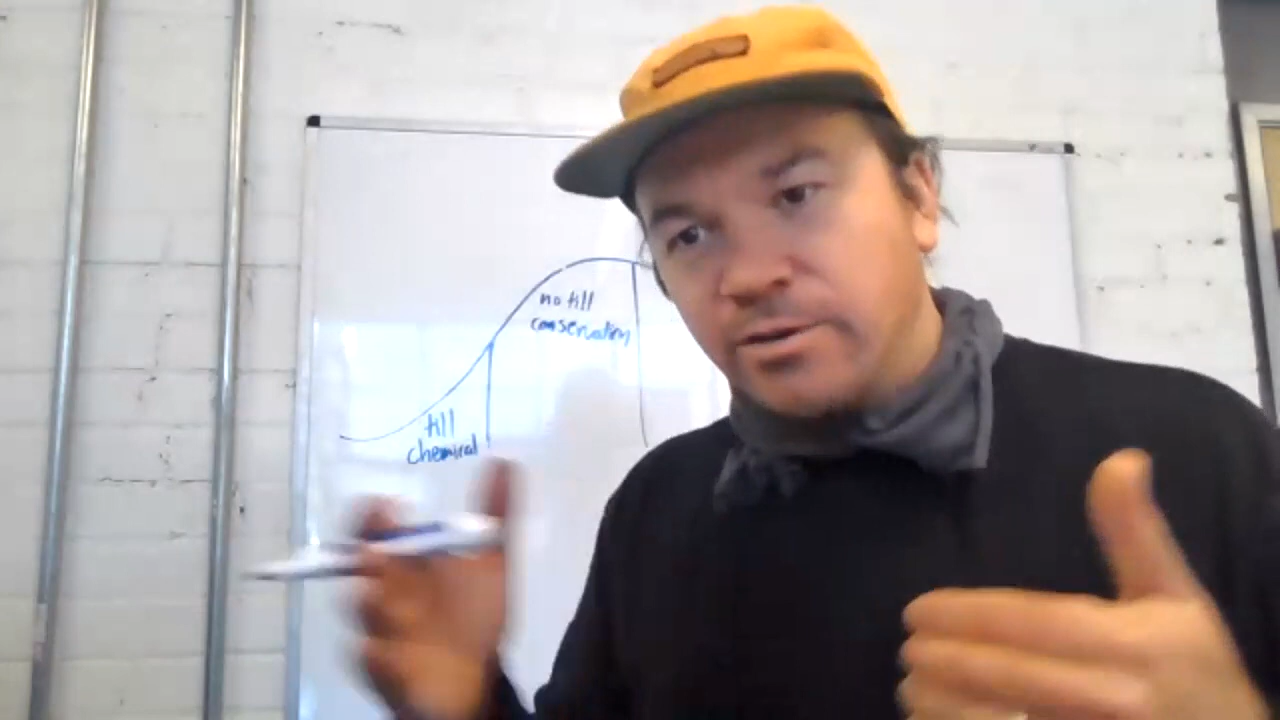 no till
conservation
till
chemical